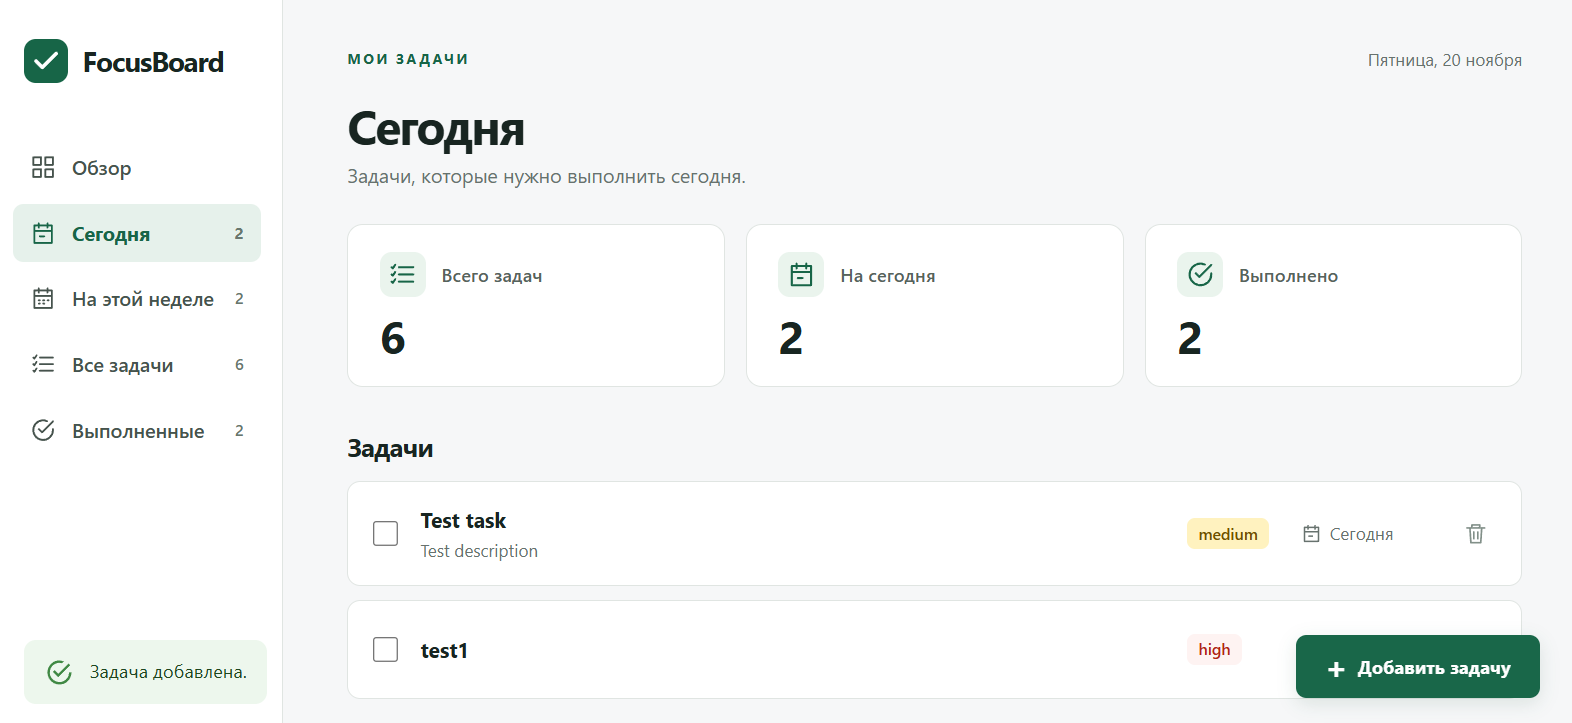 FocusBoard
Обзор
Сегодня 2
На этой неделе 2
Все задачи 6
Выполненные 2
Задача добавлена.
МОИ ЗАДАЧИ
Пятница, 20 ноября
Сегодня
Задачи, которые нужно выполнить сегодня.
Всего задач
6
На сегодня
2
Выполнено
2
Задачи
Test task
Test description
medium
Сегодня
test1
high
+ Добавить задачу